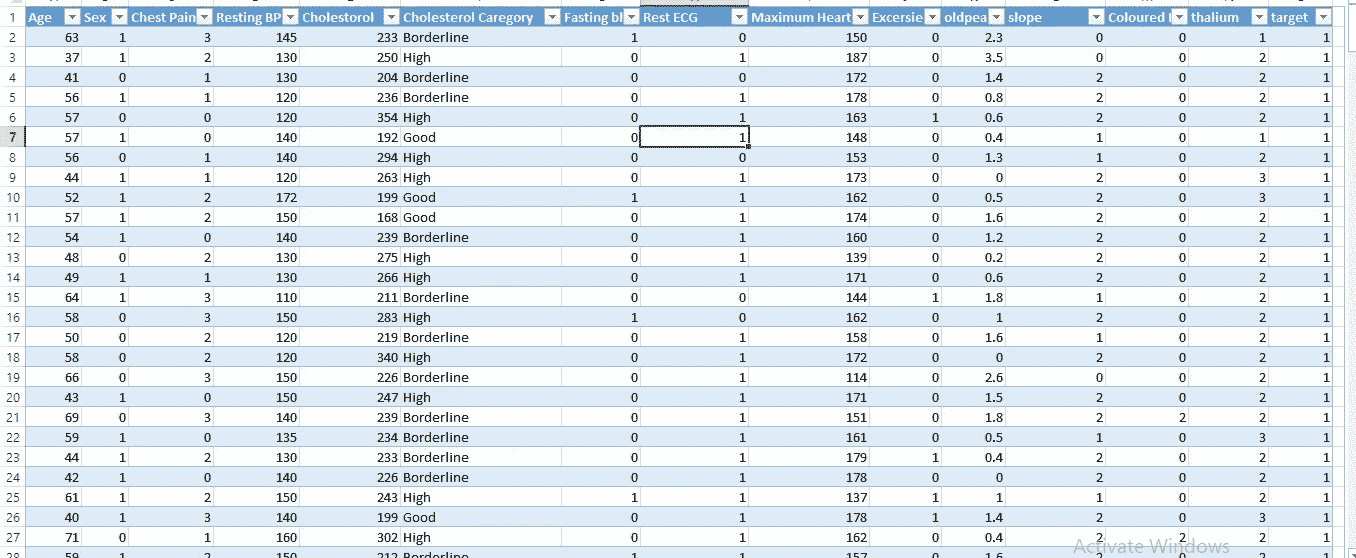 1 Age Sex Chest Pain Resting BP Cholestorol Cholesterol Caregory Fasting bl Rest ECG Maximum Heart Excersie oldpea slope Coloured thalium target
2 63 1 3 145 233 Borderline 1 0 150 0 2.3 0 0 1 1
3 37 1 2 130 250 High 0 1 187 0 3.5 0 0 2 1
4 41 0 1 130 204 Borderline 0 0 172 0 1.4 2 0 2 1
5 56 1 1 120 236 Borderline 0 1 178 0 0.8 2 0 2 1
6 57 0 0 120 354 High 0 1 163 1 0.6 2 0 2 1
7 57 1 0 140 192 Good 0 1 148 0 0.4 1 0 1 1
8 56 0 1 140 294 High 0 0 153 0 1.3 1 0 2 1
9 44 1 1 120 263 High 0 1 173 0 0 2 0 3 1
10 52 1 2 172 199 Good 1 1 162 0 0.5 2 0 3 1
11 57 1 2 150 168 Good 0 1 174 0 1.6 2 0 2 1
12 54 1 0 140 239 Borderline 0 1 160 0 1.2 2 0 2 1
13 48 0 2 130 275 High 0 1 139 0 0.2 2 0 2 1
14 49 1 1 130 266 High 0 1 171 0 0.6 2 0 2 1
15 64 1 3 110 211 Borderline 0 0 144 1 1.8 1 0 2 1
16 58 0 3 150 283 High 1 0 162 0 1 2 0 2 1
17 50 0 2 120 219 Borderline 0 1 158 0 1.6 1 0 2 1
18 58 0 2 120 340 High 0 1 172 0 0 2 0 2 1
19 66 0 3 150 226 Borderline 0 1 114 0 2.6 0 0 2 1
20 43 1 0 150 247 High 0 1 171 0 1.5 2 0 2 1
21 69 0 3 140 239 Borderline 0 1 151 0 1.8 2 2 2 1
22 59 1 0 135 234 Borderline 0 1 161 0 0.5 1 0 3 1
23 44 1 2 130 233 Borderline 0 1 179 1 0.4 2 0 2 1
24 42 1 0 140 226 Borderline 0 1 178 0 0 2 0 2 1
25 61 1 2 150 243 High 1 1 137 1 1 1 0 2 1
26 40 1 3 140 199 Good 0 1 178 1 1.4 2 0 3 1
27 71 0 1 160 302 High 0 1 162 0 0.4 2 2 2 1
28 59 1 2 150 212 Borderline 1 1 157 0 1.6 2 0 2 1
Activate Windows